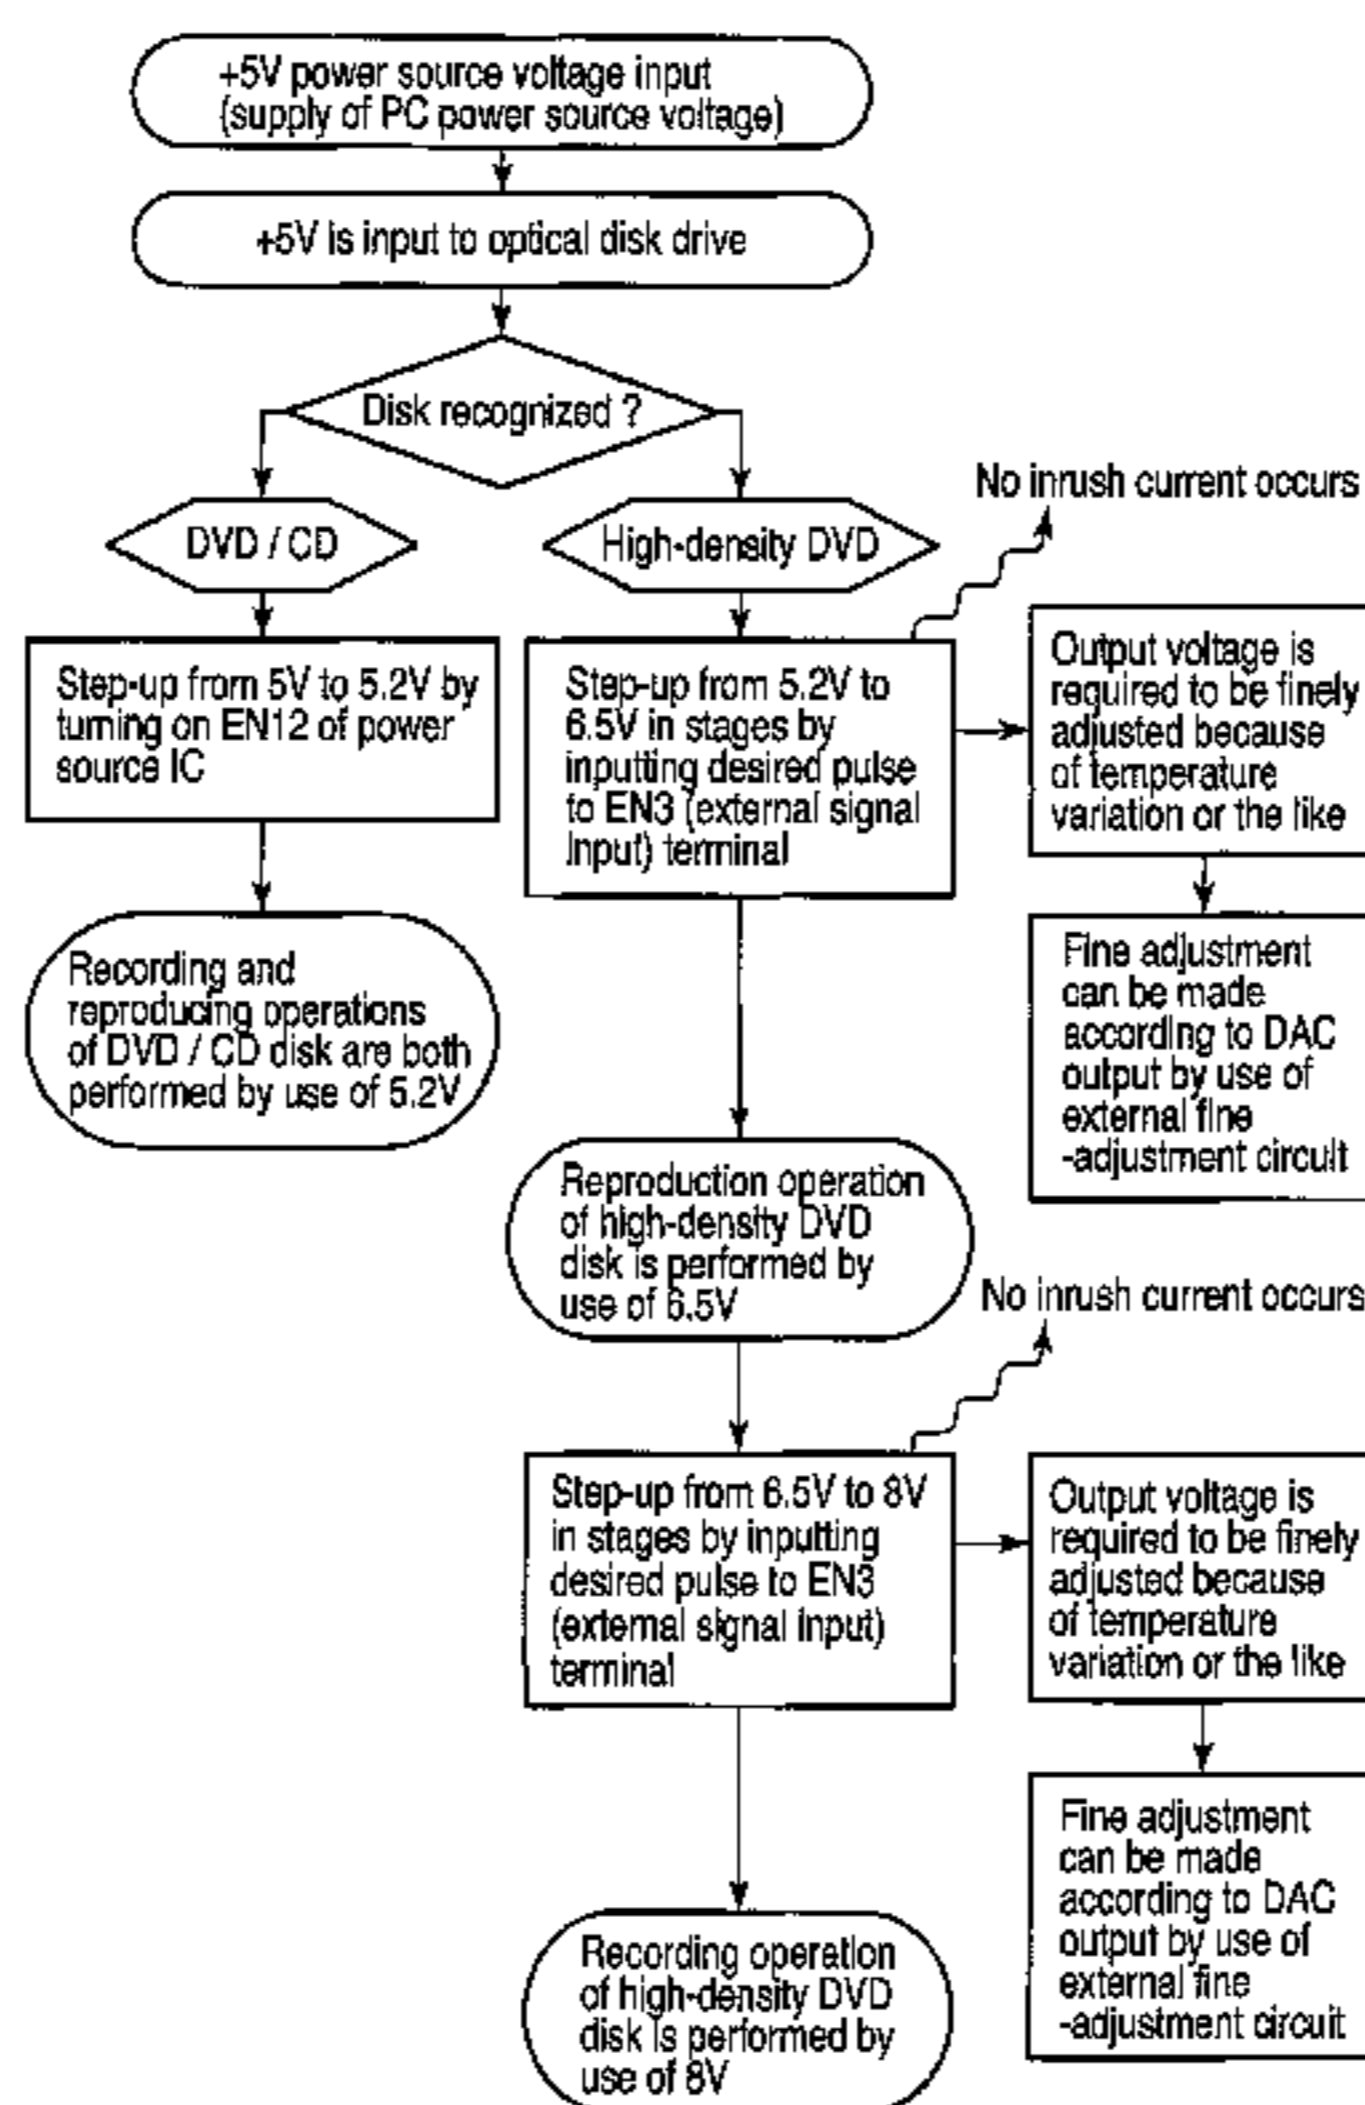 +5V power source voltage input
(supply of PC power source voltage)
+5V is input to optical disk drive
Disk recognized ?
DVD / CD
High-density DVD
No inrush current occurs
Step-up from 5V to 5.2V by
turning on EN12 of power
source IC
Step-up from 5.2V to
6.5V in stages by
inputting desired pulse
to EN3 (external signal
input) terminal
Output voltage is
required to be finely
adjusted because
of temperature
variation or the like
Recording and
reproducing operations
of DVD / CD disk are both
performed by use of 5.2V
Fine adjustment
can be made
according to DAC
output by use of
external fine
-adjustment circuit
Reproduction operation
of high-density DVD
disk is performed by
use of 6.5V
No inrush current occurs
Step-up from 6.5V to 8V
in stages by inputting
desired pulse to EN3
(external signal input)
terminal
Output voltage is
required to be finely
adjusted because
of temperature
variation or the like
Fine adjustment
can be made
according to DAC
output by use of
external fine
-adjustment circuit
Recording operation
of high-density DVD
disk is performed by
use of 8V